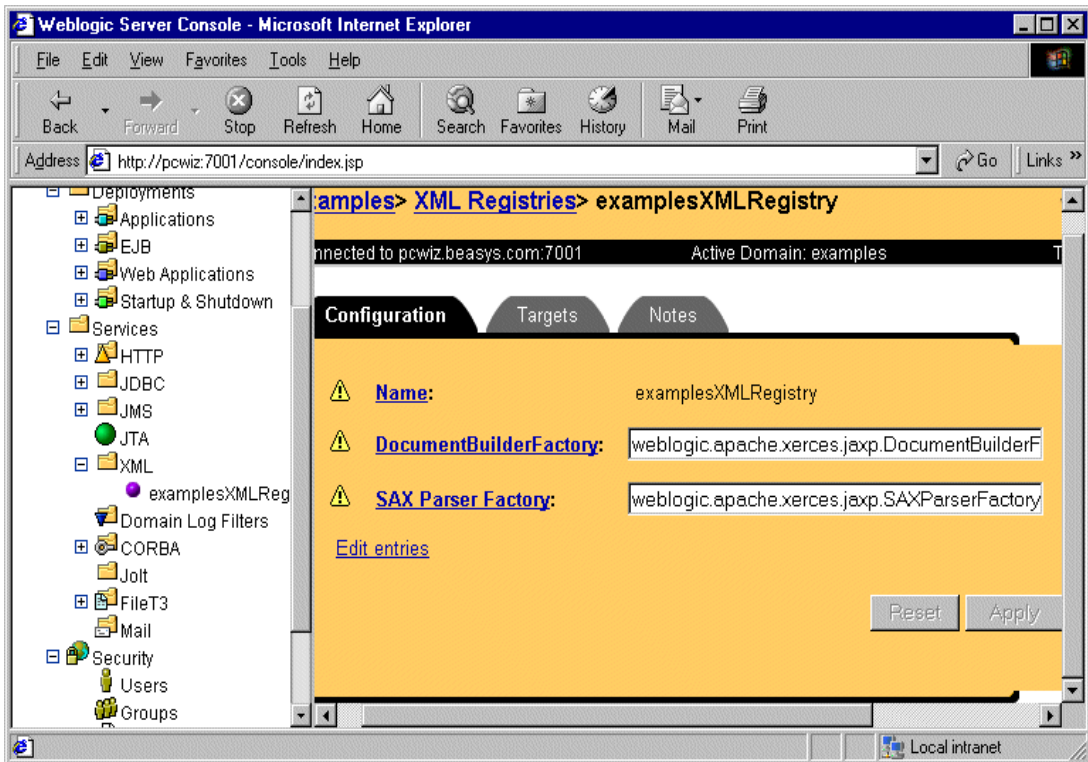 Weblogic Server Console - Microsoft Internet Explorer
File Edit View Favorites Tools Help
Back Forward Stop Refresh Home Search Favorites History Mail Print
Address http://pcwiz:7001/console/index.jsp Go Links »
Deployments
Applications
EJB
Web Applications
Startup & Shutdown
Services
HTTP
JDBC
JMS
JTA
XML
examplesXMLReg
Domain Log Filters
CORBA
Jolt
FileT3
Mail
Security
Users
Groups
amples> XML Registries> examplesXMLRegistry
nnected to pcwiz.beasys.com:7001 Active Domain: examples T
Configuration Targets Notes
Name: examplesXMLRegistry
DocumentBuilderFactory: weblogic.apache.xerces.jaxp.DocumentBuilderF
SAX Parser Factory: weblogic.apache.xerces.jaxp.SAXParserFactory
Edit entries
Reset Apply
Local intranet